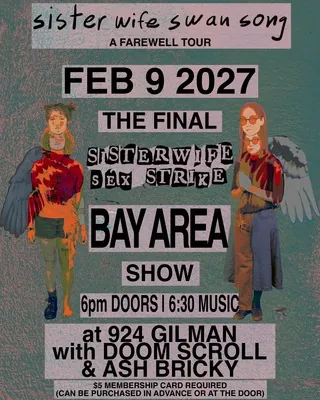 sister wife swan song
A FAREWELL TOUR
FEB 9 2027
THE FINAL
SISTERWIFE
SEX STRIKE
BAY AREA
SHOW
6pm DOORS | 6:30 MUSIC
at 924 GILMAN
with DOOM SCROLL
& ASH BRICKY
$5 MEMBERSHIP CARD REQUIRED
(CAN BE PURCHASED IN ADVANCE OR AT THE DOOR)